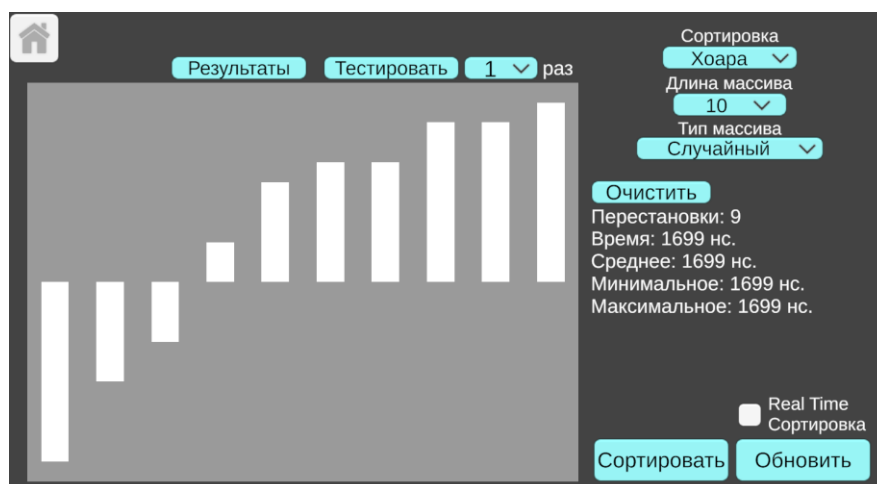 Результаты Тестировать 1 раз
Сортировка
Хоара
Длина массива
10
Тип массива
Случайный
Очистить
Перестановки: 9
Время: 1699 нс.
Среднее: 1699 нс.
Минимальное: 1699 нс.
Максимальное: 1699 нс.
Real Time
Сортировка
Сортировать Обновить